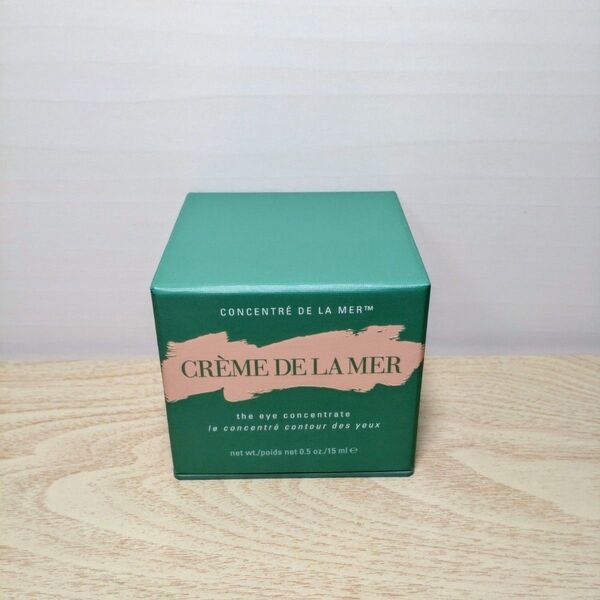 CONCENTRÉ DE LA MER™
CRÈME DE LA MER
the eye concentrate
le concentré contour des yeux
net wt./poids net 0.5 oz./15 ml ℮